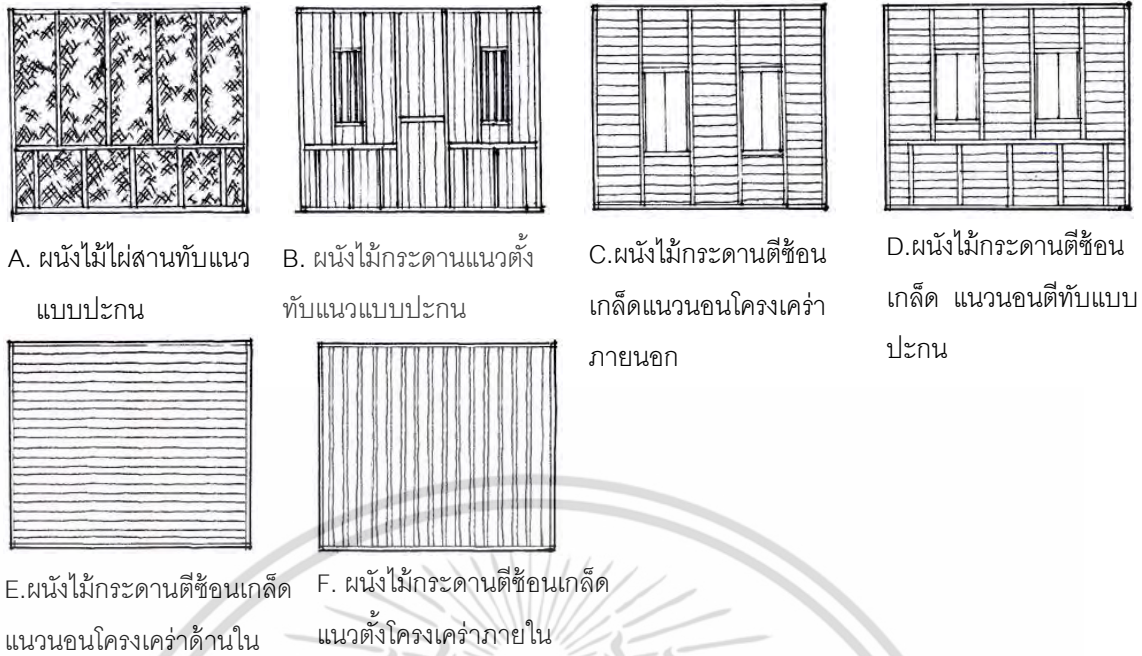 A. ผนังไม้ไผ่สานทับแนว
แบบปะกน
B. ผนังไม้กระดานแนวตั้ง
ทับแนวแบบปะกน
C.ผนังไม้กระดานตีซ้อน
เกล็ดแนวนอนโครงเคร่า
ภายนอก
D.ผนังไม้กระดานตีซ้อน
เกล็ด แนวนอนตีทับแบบ
ปะกน
E.ผนังไม้กระดานตีซ้อนเกล็ด
แนวนอนโครงเคร่าด้านใน
F. ผนังไม้กระดานตีซ้อนเกล็ด
แนวตั้งโครงเคร่าภายใน